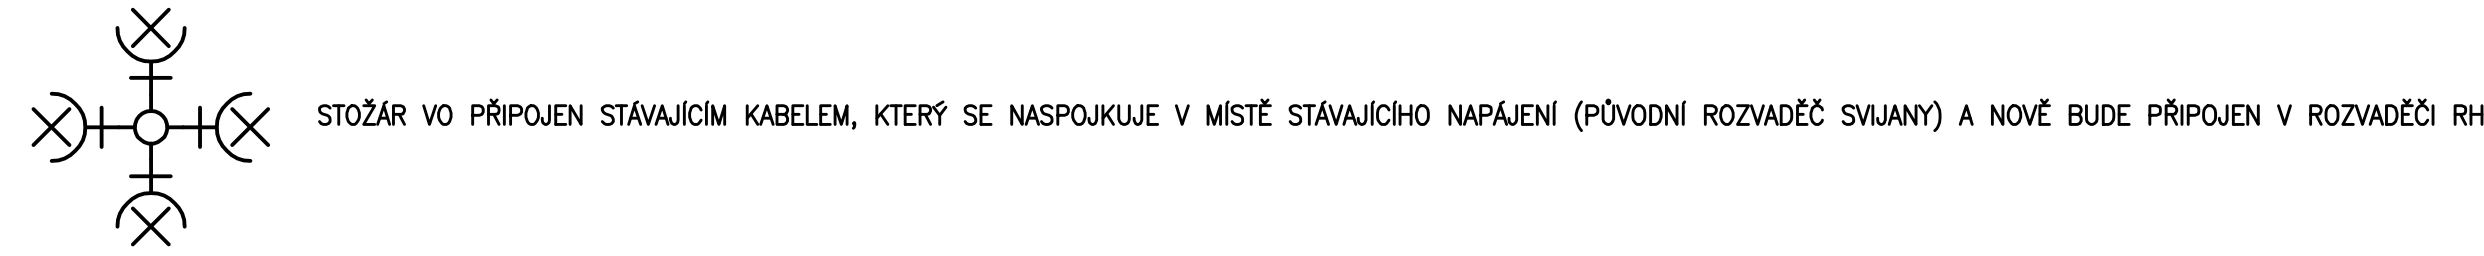 STOŽÁR VO PŘIPOJEN STÁVAJÍCÍM KABELEM, KTERÝ SE NASPOJKUJE V MÍSTĚ STÁVAJÍCÍHO NAPÁJENÍ (PŮVODNÍ ROZVADĚČ SVIJANY) A NOVĚ BUDE PŘIPOJEN V ROZVADĚČI RH